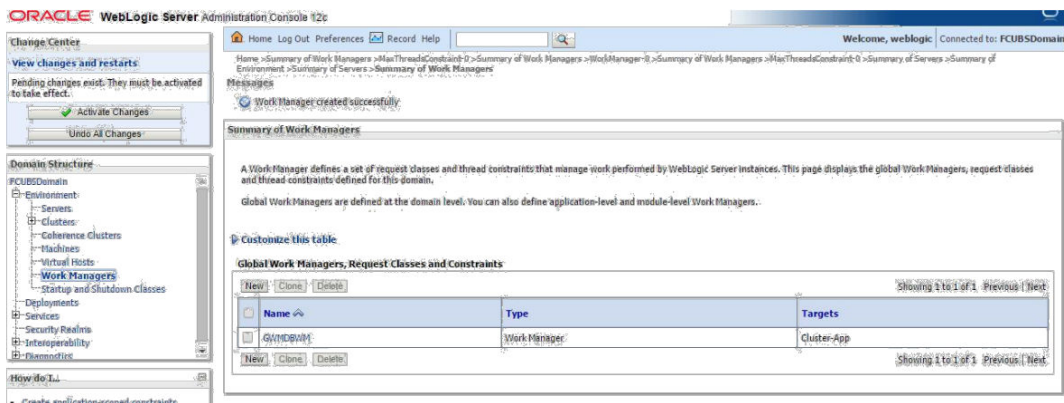 ORACLE WebLogic Server Administration Console 12c
Change Center
View changes and restarts
Pending changes exist. They must be activated
to take effect.
Activate Changes
Undo All Changes
Domain Structure
FCUBSDomain
Environment
Servers
Clusters
Coherence Clusters
Machines
Virtual Hosts
Work Managers
Startup and Shutdown Classes
Deployments
Services
Security Realms
Interoperability
Diagnostics
How do I...
Create application-scoped constraints
Home Log Out Preferences Record Help
Welcome, weblogic Connected to: FCUBSDomain
Home >Summary of Work Managers >MaxThreadsConstraint-0 >Summary of Work Managers >WorkManager-0 >Summary of Work Managers >MaxThreadsConstraint-0 >Summary of Servers >Summary of
Environment >Summary of Servers >Summary of Work Managers
Messages
Work Manager created successfully
Summary of Work Managers
A Work Manager defines a set of request classes and thread constraints that manage work performed by WebLogic Server instances. This page displays the global Work Managers, request classes
and thread constraints defined for this domain.
Global Work Managers are defined at the domain level. You can also define application-level and module-level Work Managers.
Customize this table
Global Work Managers, Request Classes and Constraints
New Clone Delete Showing 1 to 1 of 1 Previous | Next
Name Type Targets
GWMDBWM Work Manager Cluster-App
New Clone Delete Showing 1 to 1 of 1 Previous | Next